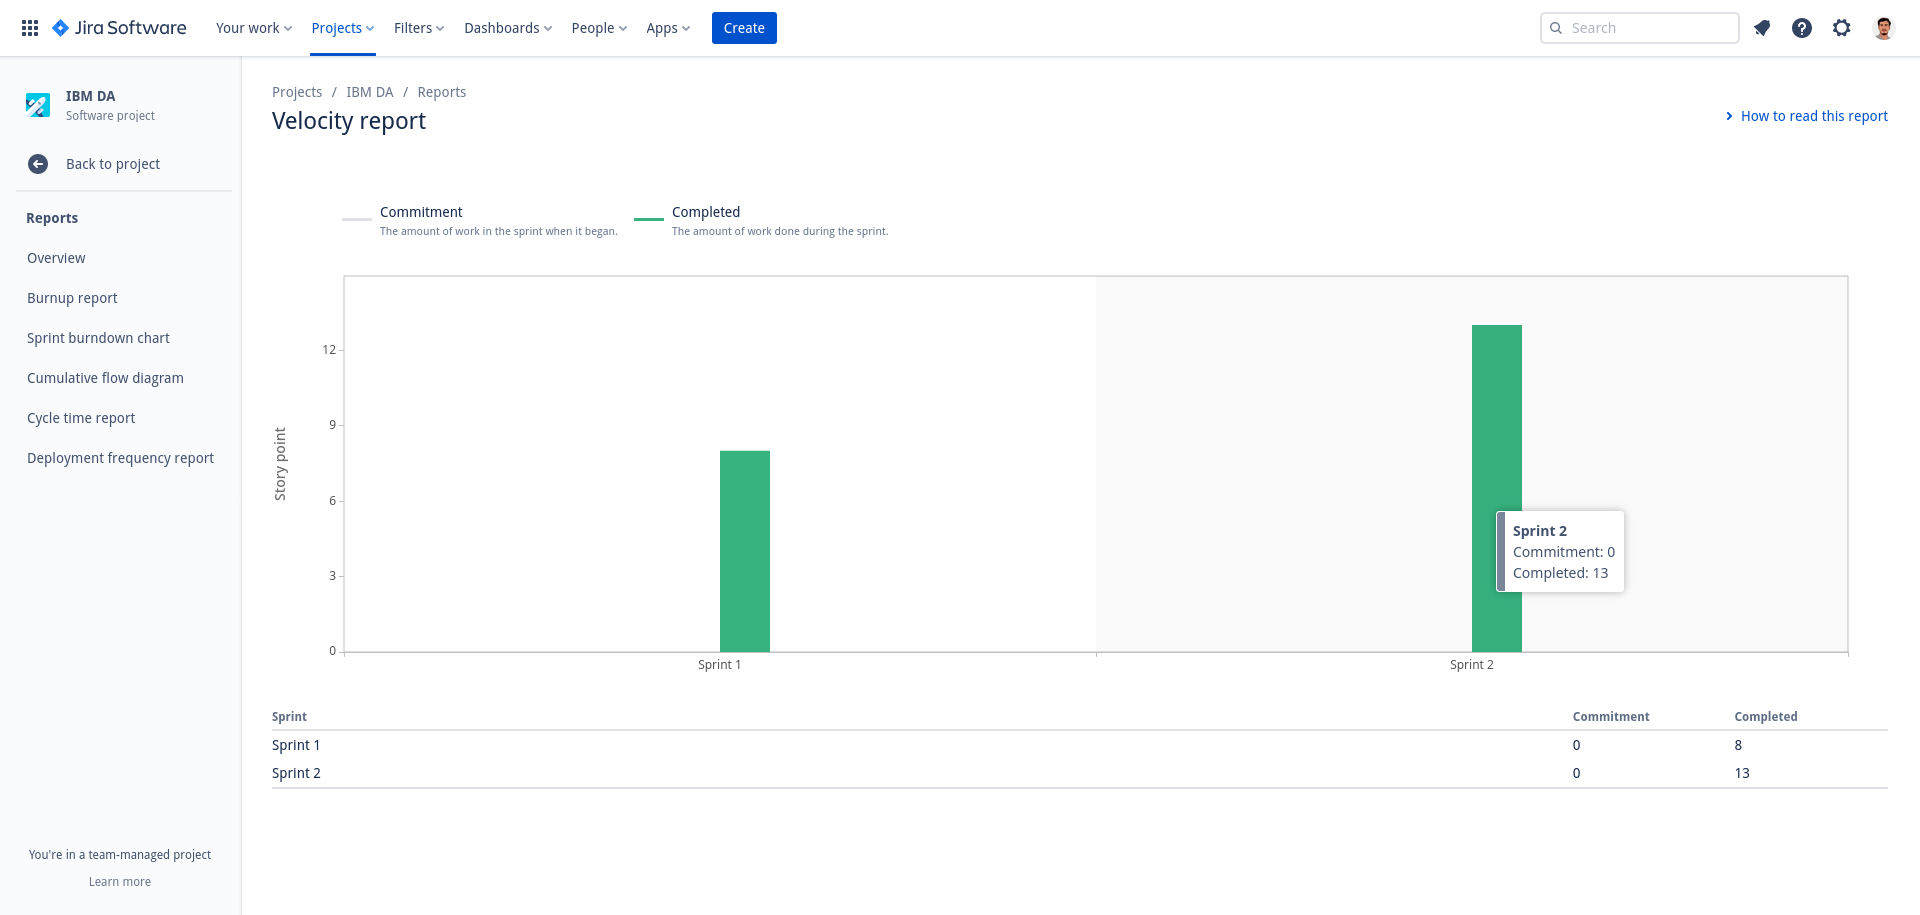 Jira Software Your work Projects Filters Dashboards People Apps Create Search
IBM DA
Software project
Back to project
Reports
Overview
Burnup report
Sprint burndown chart
Cumulative flow diagram
Cycle time report
Deployment frequency report
You're in a team-managed project
Learn more
Projects / IBM DA / Reports
Velocity report
How to read this report
Commitment
The amount of work in the sprint when it began.
Completed
The amount of work done during the sprint.
Story point
12
9
6
3
0
Sprint 1 Sprint 2
Sprint 2
Commitment: 0
Completed: 13
Sprint Commitment Completed
Sprint 1 0 8
Sprint 2 0 13